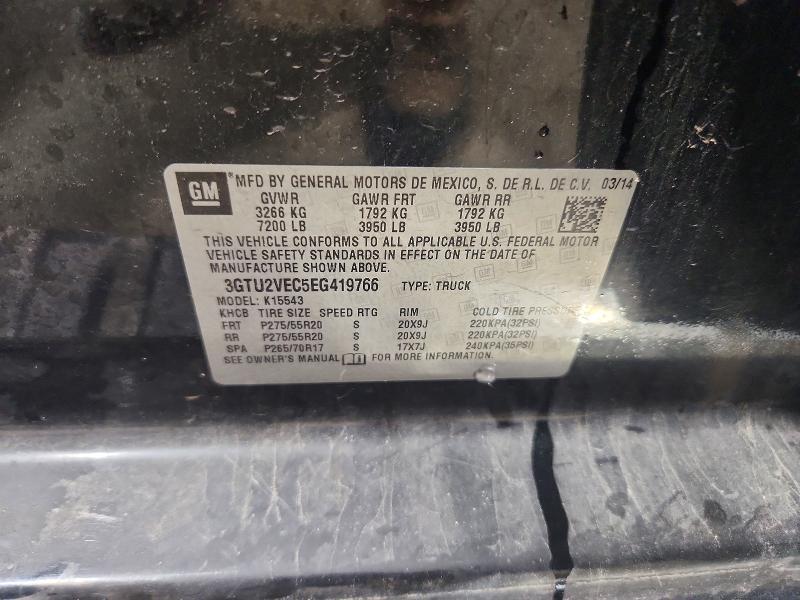 GM * MFD BY GENERAL MOTORS DE MEXICO, S. DE R.L. DE C.V. 03/14
GVWR GAWR FRT GAWR RR
3266 KG 1792 KG 1792 KG
7200 LB 3950 LB 3950 LB
THIS VEHICLE CONFORMS TO ALL APPLICABLE U.S. FEDERAL MOTOR
VEHICLE SAFETY STANDARDS IN EFFECT ON THE DATE OF
MANUFACTURE SHOWN ABOVE.
3GTU2VEC5EG419766 TYPE: TRUCK
MODEL: K15543
KHCB TIRE SIZE SPEED RTG RIM COLD TIRE PRESSURE
FRT P275/55R20 S 20X9J 220KPA(32PSI)
RR P275/55R20 S 20X9J 220KPA(32PSI)
SPA P265/70R17 S 17X7J 240KPA(35PSI)
SEE OWNER'S MANUAL FOR MORE INFORMATION.